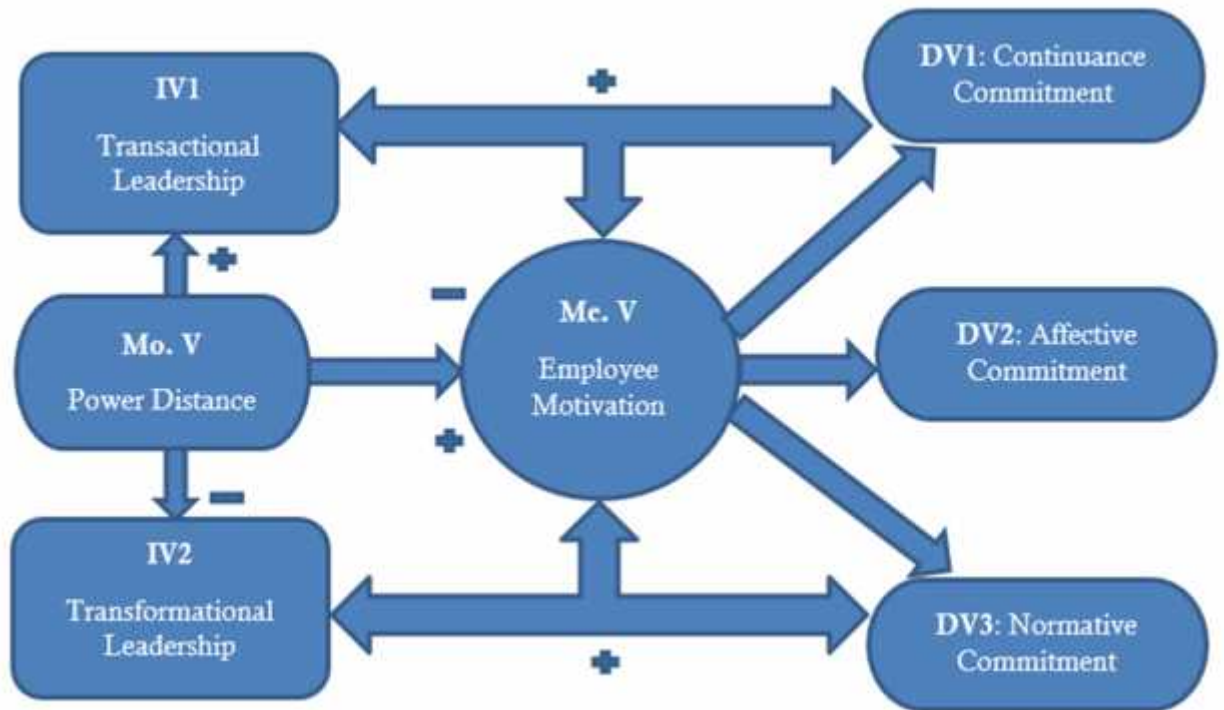 IV1
Transactional
Leadership
+
DV1: Continuance
Commitment
+
Mo. V
Power Distance
−
+
Me. V
Employee
Motivation
DV2: Affective
Commitment
−
IV2
Transformational
Leadership
+
DV3: Normative
Commitment